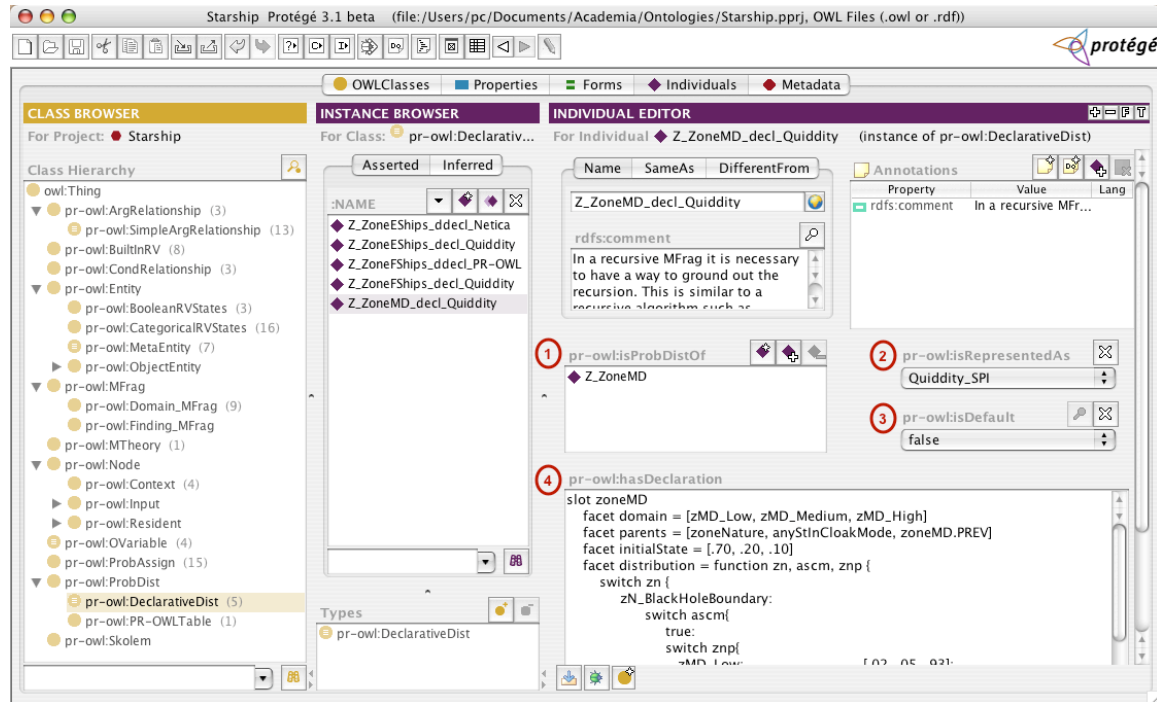 Starship Protégé 3.1 beta (file:/Users/pc/Documents/Academia/Ontologies/Starship.pprj, OWL Files (.owl or .rdf))
protégé
OWLClasses Properties Forms Individuals Metadata
CLASS BROWSER
For Project: Starship
Class Hierarchy
owl:Thing
pr-owl:ArgRelationship (3)
pr-owl:SimpleArgRelationship (13)
pr-owl:BuiltInRV (8)
pr-owl:CondRelationship (3)
pr-owl:Entity
pr-owl:BooleanRVStates (3)
pr-owl:CategoricalRVStates (16)
pr-owl:MetaEntity (7)
pr-owl:ObjectEntity
pr-owl:MFrag
pr-owl:Domain_MFrag (9)
pr-owl:Finding_MFrag
pr-owl:MTheory (1)
pr-owl:Node
pr-owl:Context (4)
pr-owl:Input
pr-owl:Resident
pr-owl:OVariable (4)
pr-owl:ProbAssign (15)
pr-owl:ProbDist
pr-owl:DeclarativeDist (5)
pr-owl:PR-OWLTable (1)
pr-owl:Skolem
INSTANCE BROWSER
For Class: pr-owl:Declarativ...
Asserted Inferred
:NAME
Z_ZoneEShips_ddecl_Netica
Z_ZoneEShips_decl_Quiddity
Z_ZoneFShips_ddecl_PR-OWL
Z_ZoneFShips_decl_Quiddity
Z_ZoneMD_decl_Quiddity
Types
pr-owl:DeclarativeDist
INDIVIDUAL EDITOR
F T
For Individual Z_ZoneMD_decl_Quiddity (instance of pr-owl:DeclarativeDist)
Name SameAs DifferentFrom
Z_ZoneMD_decl_Quiddity
rdfs:comment
In a recursive MFrag it is necessary
to have a way to ground out the
recursion. This is similar to a
recursive algorithm such as
Annotations
Property Value Lang
rdfs:comment In a recursive MFr...
1 pr-owl:isProbDistOf
Z_ZoneMD
2 pr-owl:isRepresentedAs
Quiddity_SPI
3 pr-owl:isDefault
false
4 pr-owl:hasDeclaration
slot zoneMD
facet domain = [zMD_Low, zMD_Medium, zMD_High]
facet parents = [zoneNature, anyStInCloakMode, zoneMD.PREV]
facet initialState = [.70, .20, .10]
facet distribution = function zn, ascm, znp {
switch zn {
zN_BlackHoleBoundary:
switch ascm{
true:
switch znp{
zMD_Low: [.02, .05, .93];